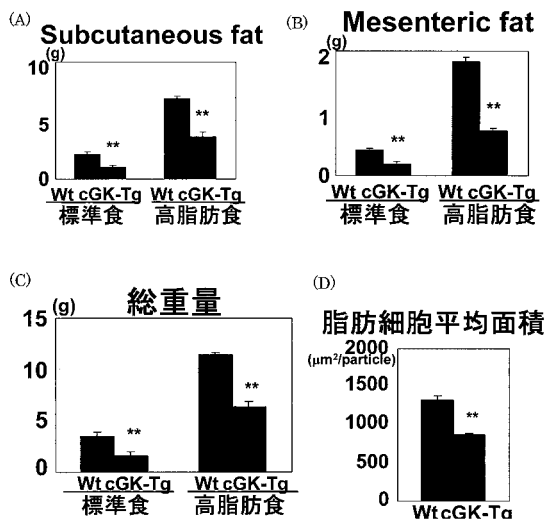 (A)
Subcutaneous fat
(g)
10
5
0
**
**
Wt cGK-Tg Wt cGK-Tg
標準食 高脂肪食
(B)
Mesenteric fat
(g)
2
1
0
**
**
Wt cGK-Tg Wt cGK-Tg
標準食 高脂肪食
(C)
総重量
(g)
15
10
5
0
**
**
Wt cGK-Tg Wt cGK-Tg
標準食 高脂肪食
(D)
脂肪細胞平均面積
2000
(μm²/particle)
1500
1000
500
0
**
Wt cGK-Tg